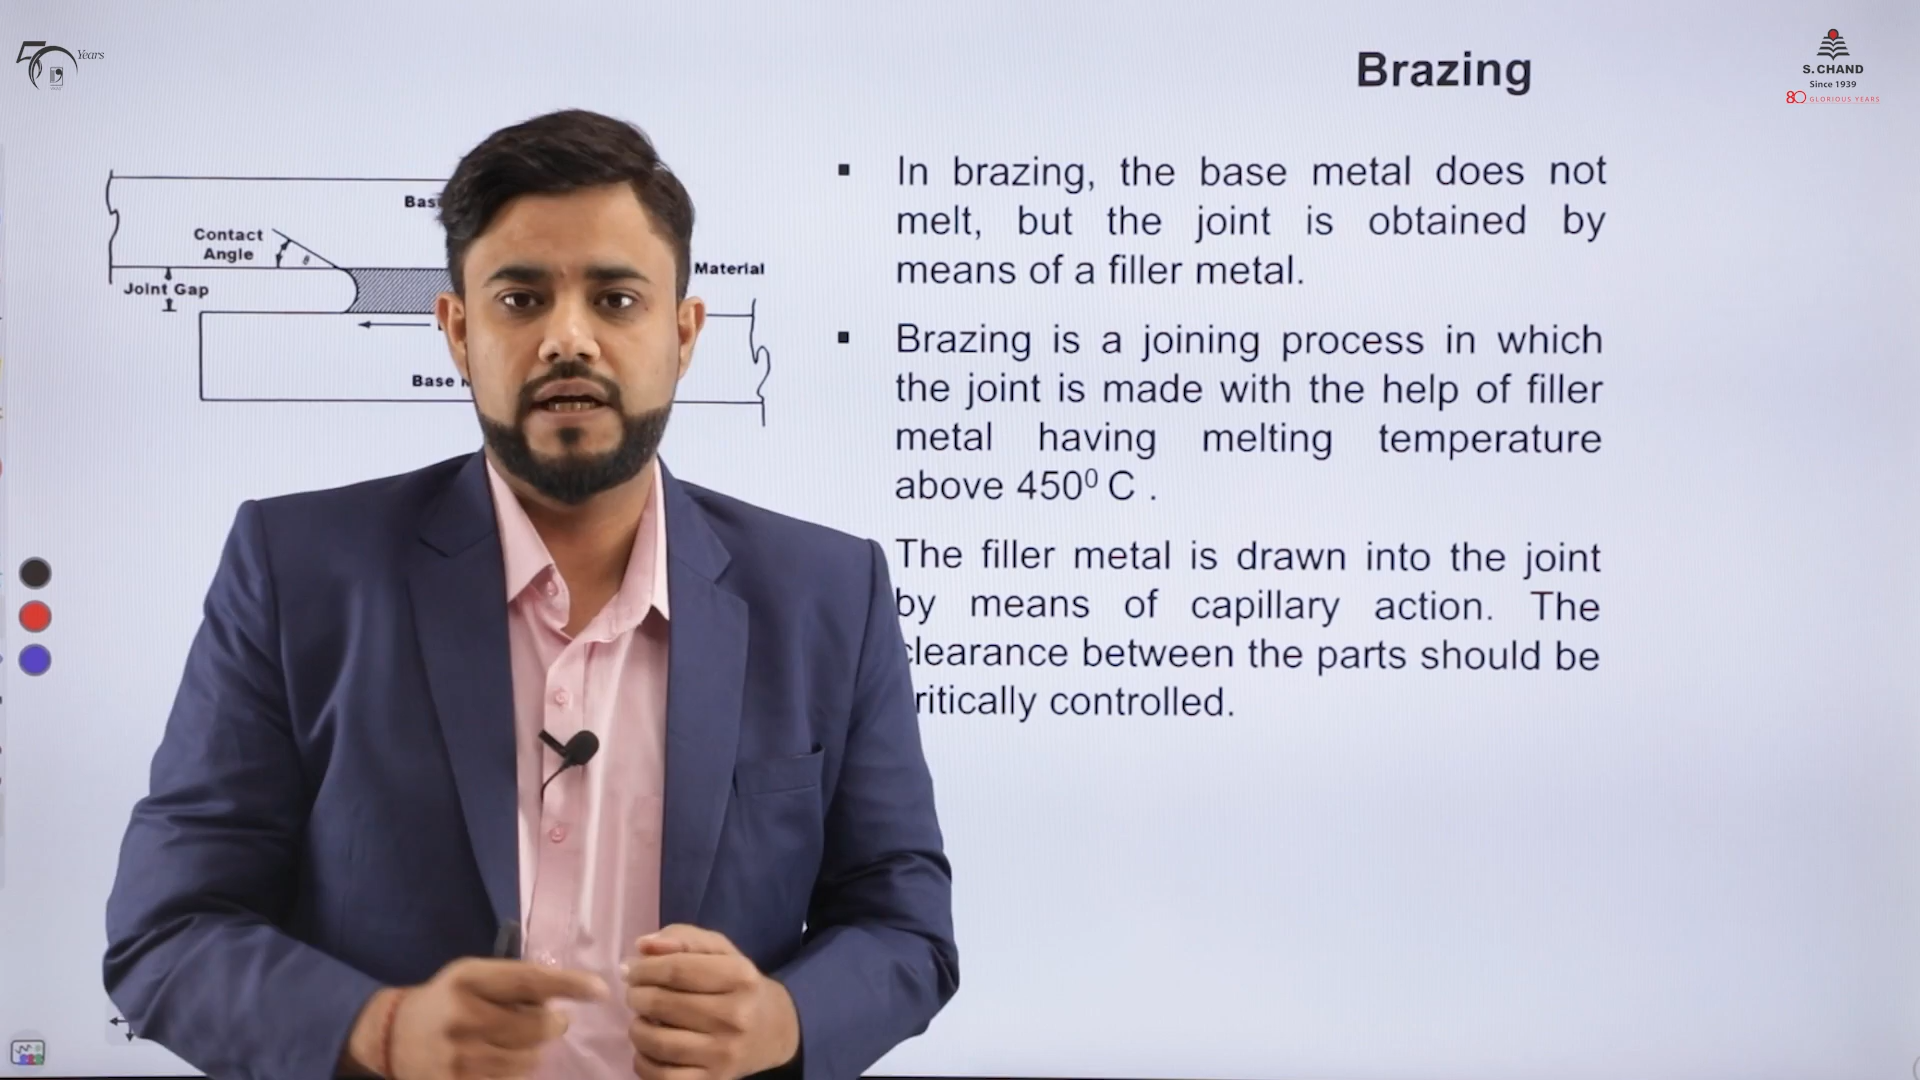 Years
Brazing
S. CHAND
Since 1939
80 GLORIOUS YEARS
Contact
Angle
θ
Joint Gap
Material
Base
▪ In brazing, the base metal does not
melt, but the joint is obtained by
means of a filler metal.
▪ Brazing is a joining process in which
the joint is made with the help of filler
metal having melting temperature
above 450⁰ C .
The filler metal is drawn into the joint
by means of capillary action. The
clearance between the parts should be
critically controlled.